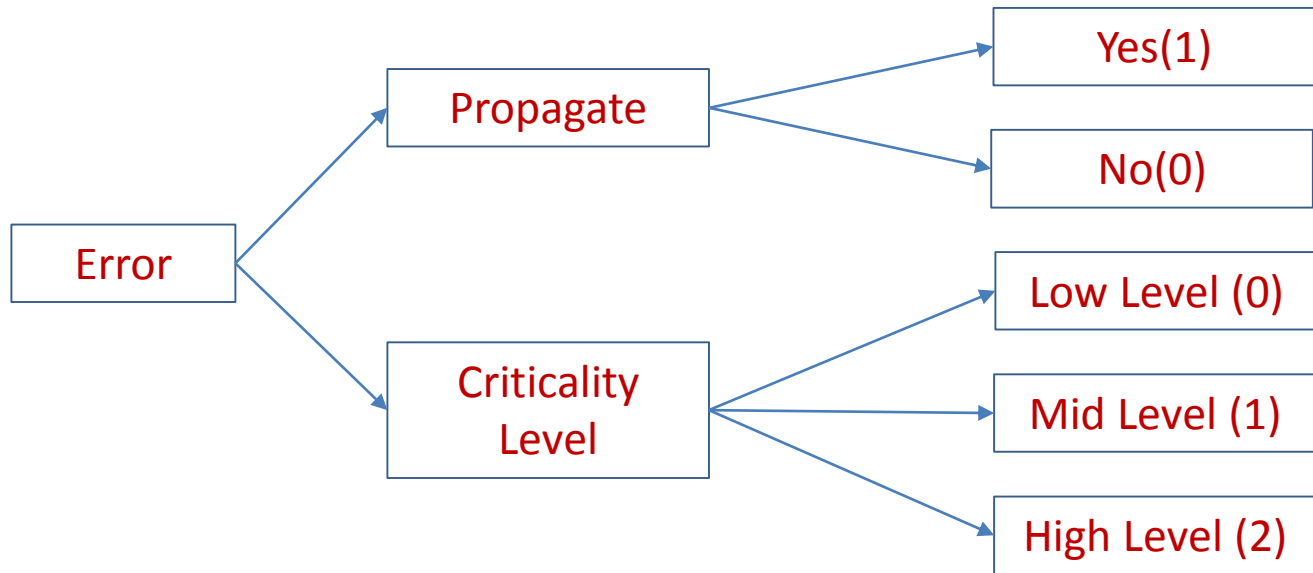 Error
Propagate
Yes(1)
No(0)
Criticality
Level
Low Level (0)
Mid Level (1)
High Level (2)